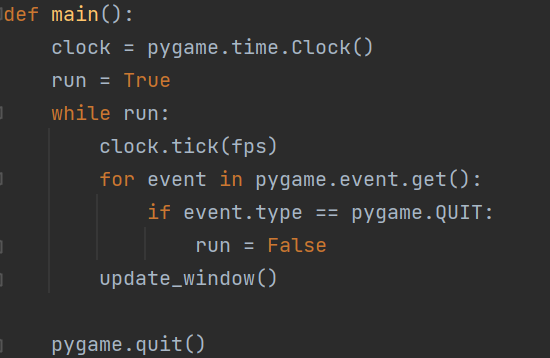 def main():
    clock = pygame.time.Clock()
    run = True
    while run:
        clock.tick(fps)
        for event in pygame.event.get():
            if event.type == pygame.QUIT:
                run = False
        update_window()

    pygame.quit()